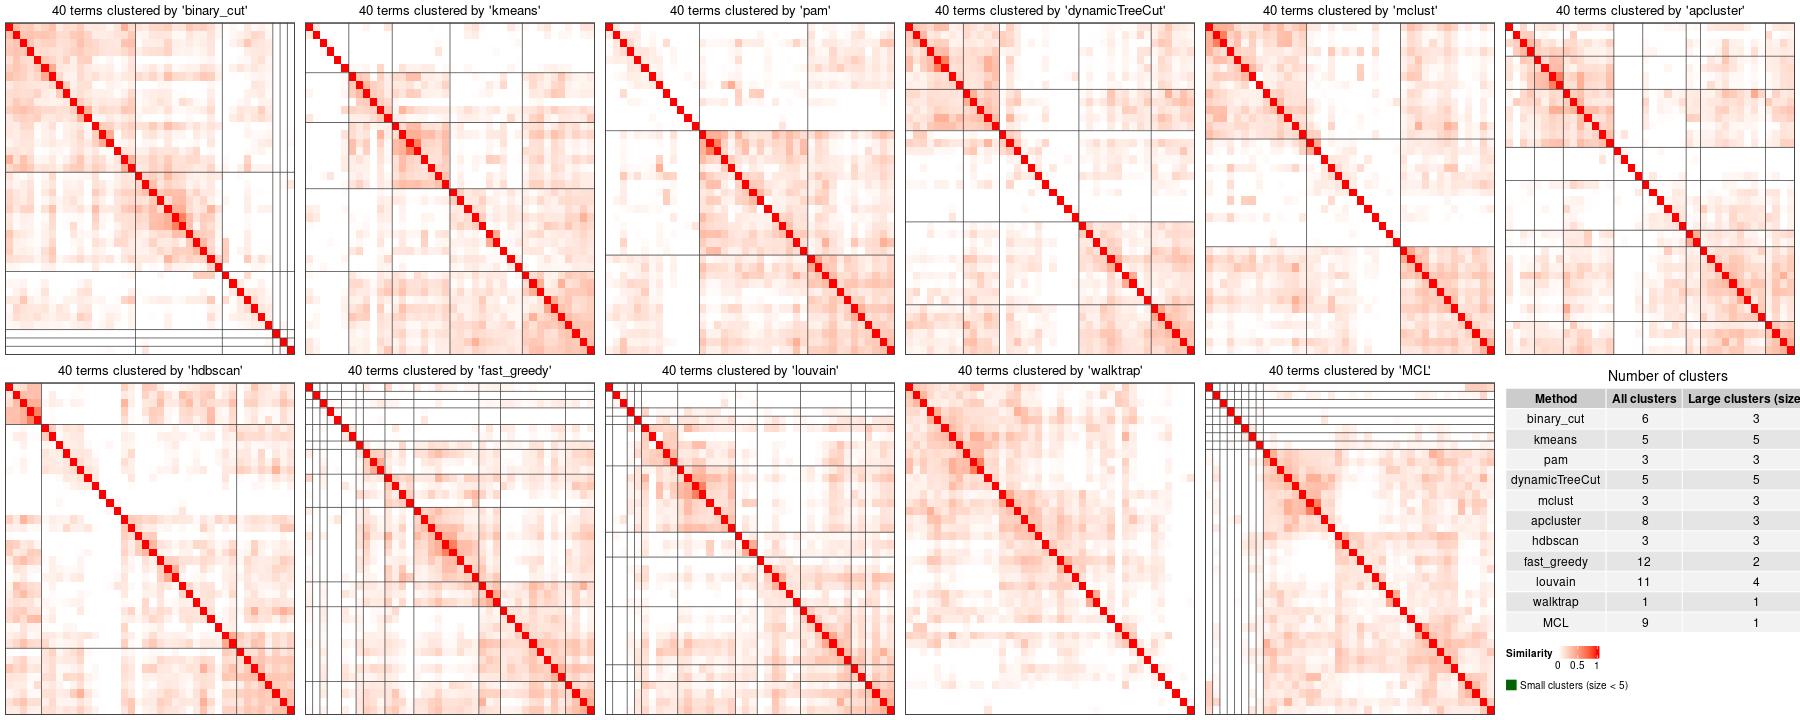 40 terms clustered by 'binary_cut'
40 terms clustered by 'kmeans'
40 terms clustered by 'pam'
40 terms clustered by 'dynamicTreeCut'
40 terms clustered by 'mclust'
40 terms clustered by 'apcluster'
40 terms clustered by 'hdbscan'
40 terms clustered by 'fast_greedy'
40 terms clustered by 'louvain'
40 terms clustered by 'walktrap'
40 terms clustered by 'MCL'
Number of clusters
Method All clusters Large clusters (size
binary_cut 6 3
kmeans 5 5
pam 3 3
dynamicTreeCut 5 5
mclust 3 3
apcluster 8 3
hdbscan 3 3
fast_greedy 12 2
louvain 11 4
walktrap 1 1
MCL 9 1
Similarity
0 0.5 1
Small clusters (size < 5)